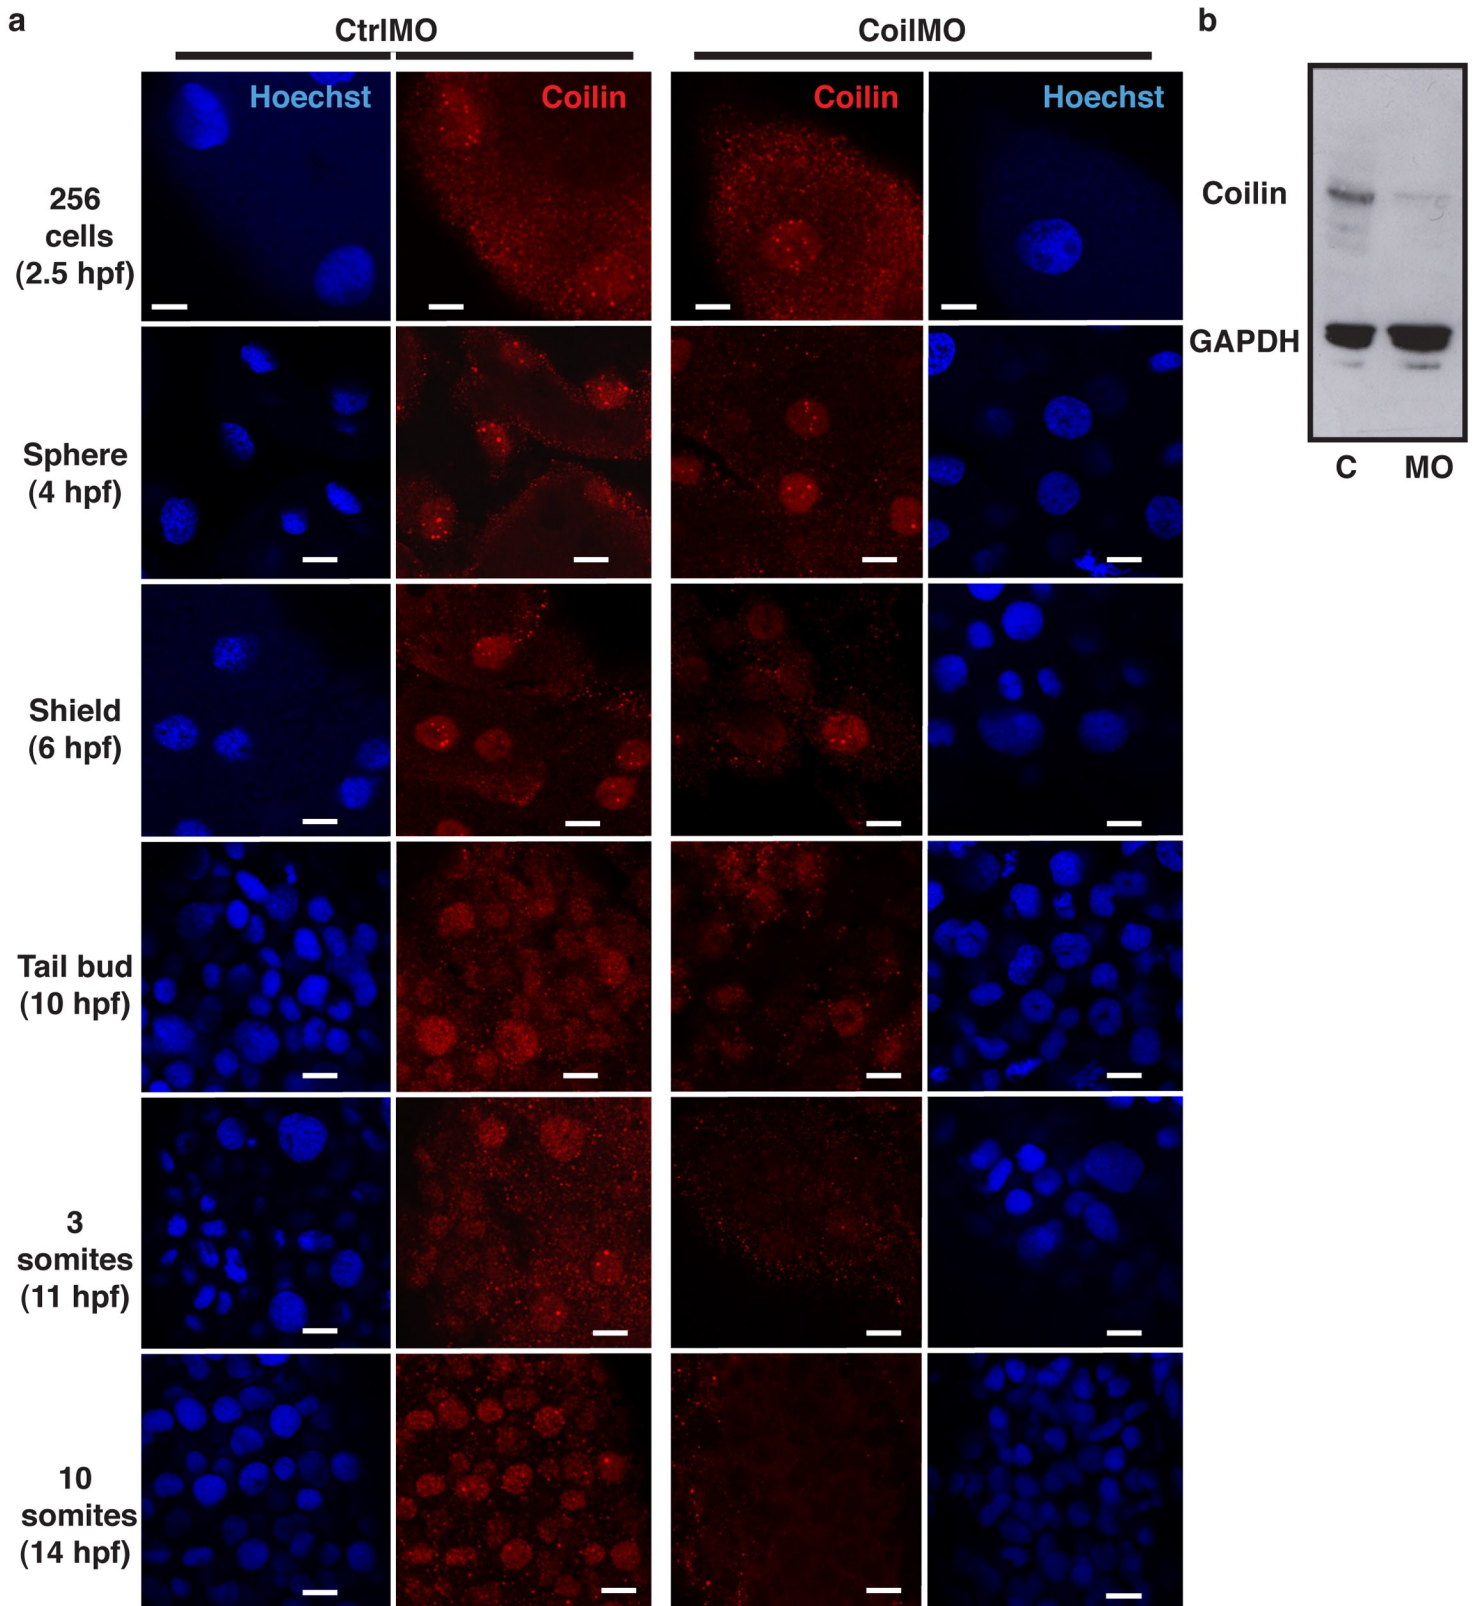 a
CtrlMO
CoilMO
b
Hoechst
Coilin
Coilin
Hoechst
256
cells
(2.5 hpf)
Sphere
(4 hpf)
Shield
(6 hpf)
Tail bud
(10 hpf)
3
somites
(11 hpf)
10
somites
(14 hpf)
Coilin
GAPDH
C
MO